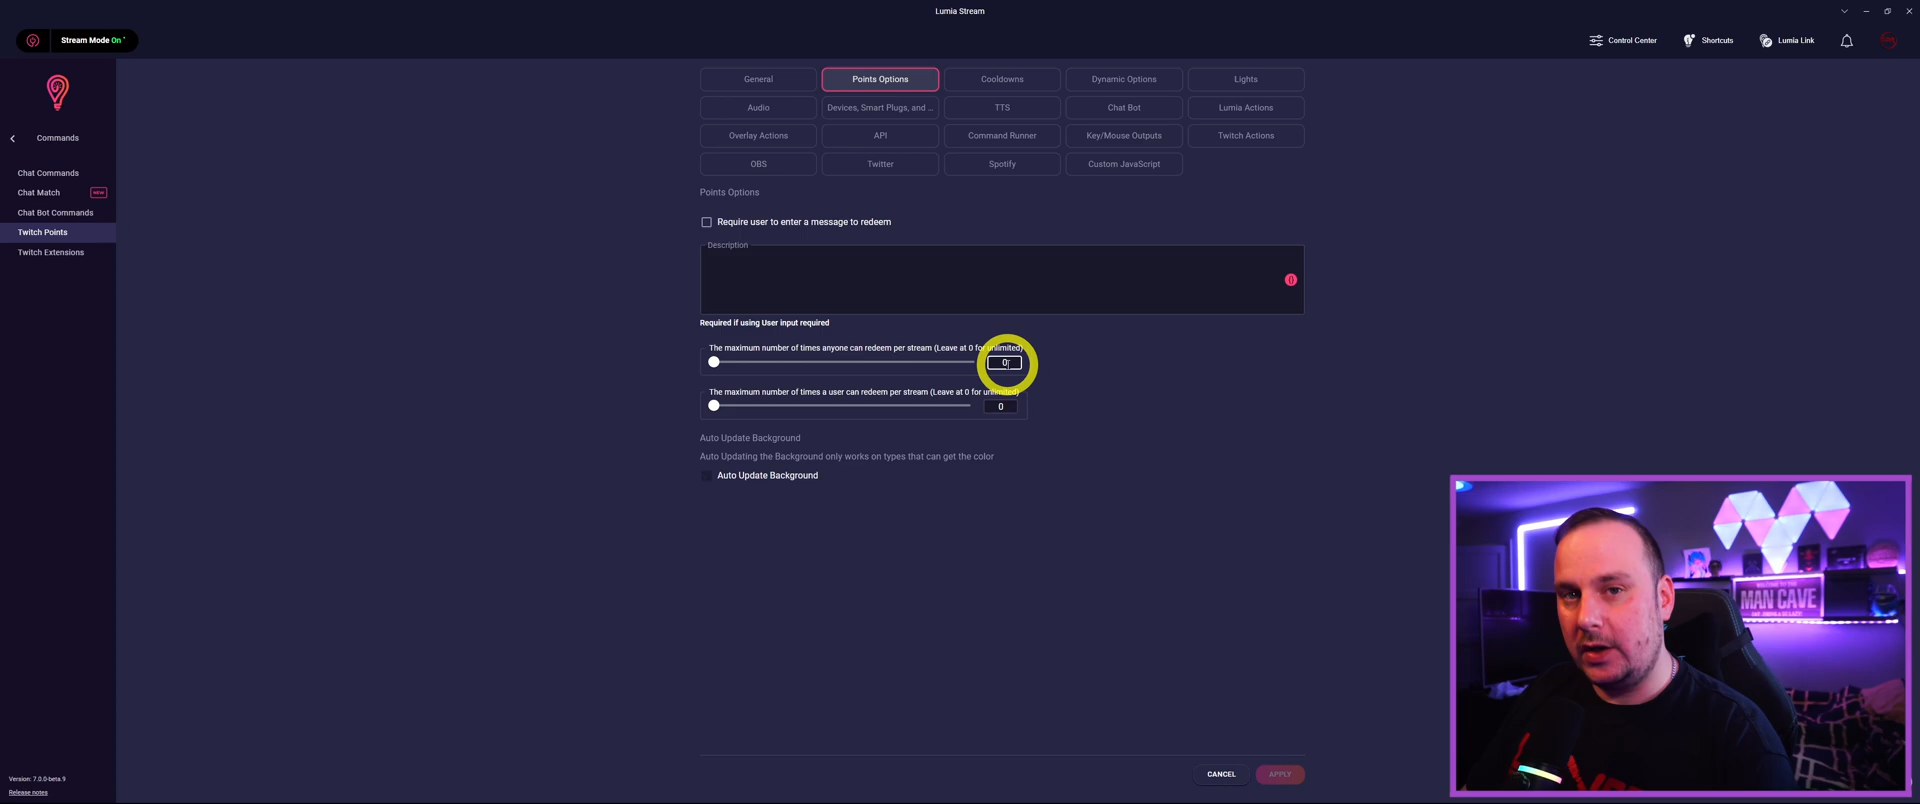 Lumia Stream
Stream Mode On
Control Center
Shortcuts
Lumia Link
Commands
Chat Commands
Chat Match
NEW
Chat Bot Commands
Twitch Points
Twitch Extensions
General
Points Options
Cooldowns
Dynamic Options
Lights
Audio
Devices, Smart Plugs, and ...
TTS
Chat Bot
Lumia Actions
Overlay Actions
API
Command Runner
Key/Mouse Outputs
Twitch Actions
OBS
Twitter
Spotify
Custom JavaScript
Points Options
Require user to enter a message to redeem
Description
Required if using User input required
The maximum number of times anyone can redeem per stream (Leave at 0 for unlimited)
0
The maximum number of times a user can redeem per stream (Leave at 0 for unlimited)
0
Auto Update Background
Auto Updating the Background only works on types that can get the color
Auto Update Background
WELCOME TO THE
MAN CAVE
CANCEL
APPLY
Version: 7.0.0-beta.9
Release notes